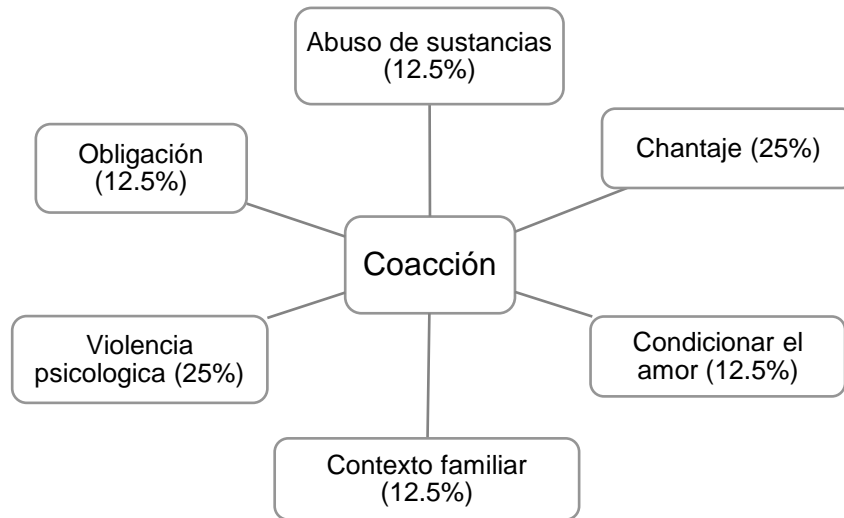 Abuso de sustancias
(12.5%)
Obligación
(12.5%)
Chantaje (25%)
Coacción
Violencia
psicologica (25%)
Condicionar el
amor (12.5%)
Contexto familiar
(12.5%)